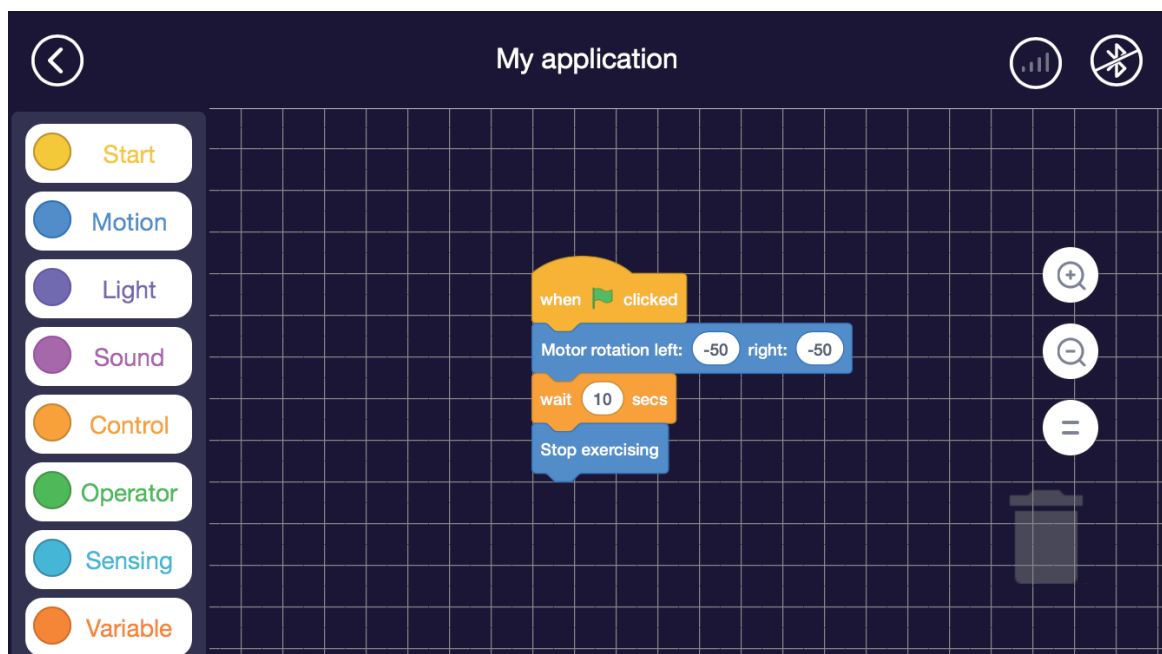 My application
Start
Motion
Light
Sound
Control
Operator
Sensing
Variable
when clicked
Motor rotation left: -50 right: -50
wait 10 secs
Stop exercising